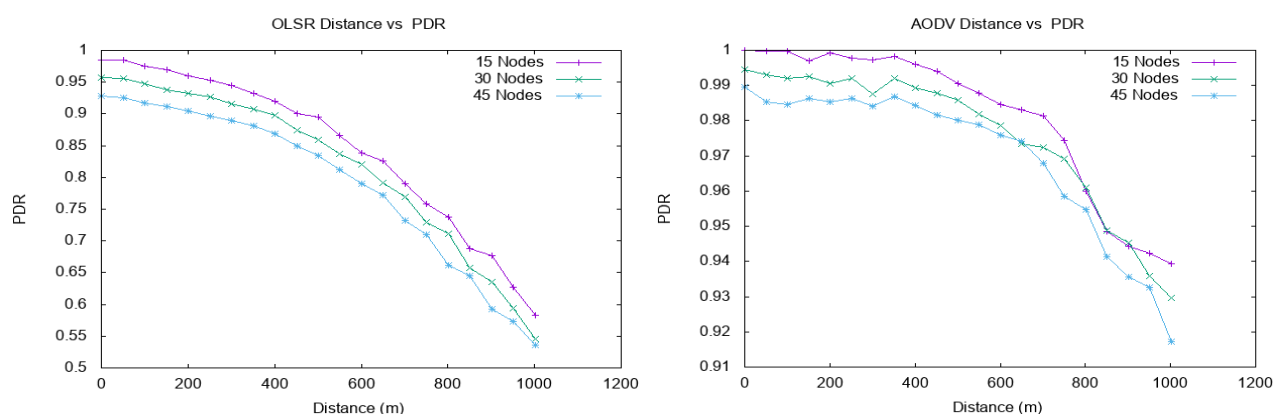 OLSR Distance vs  PDR
1
0.95
0.9
0.85
0.8
0.75
0.7
0.65
0.6
0.55
0.5
PDR
15 Nodes
30 Nodes
45 Nodes
0 200 400 600 800 1000 1200
Distance (m)
AODV Distance vs  PDR
1
0.99
0.98
0.97
0.96
0.95
0.94
0.93
0.92
0.91
PDR
15 Nodes
30 Nodes
45 Nodes
0 200 400 600 800 1000 1200
Distance (m)